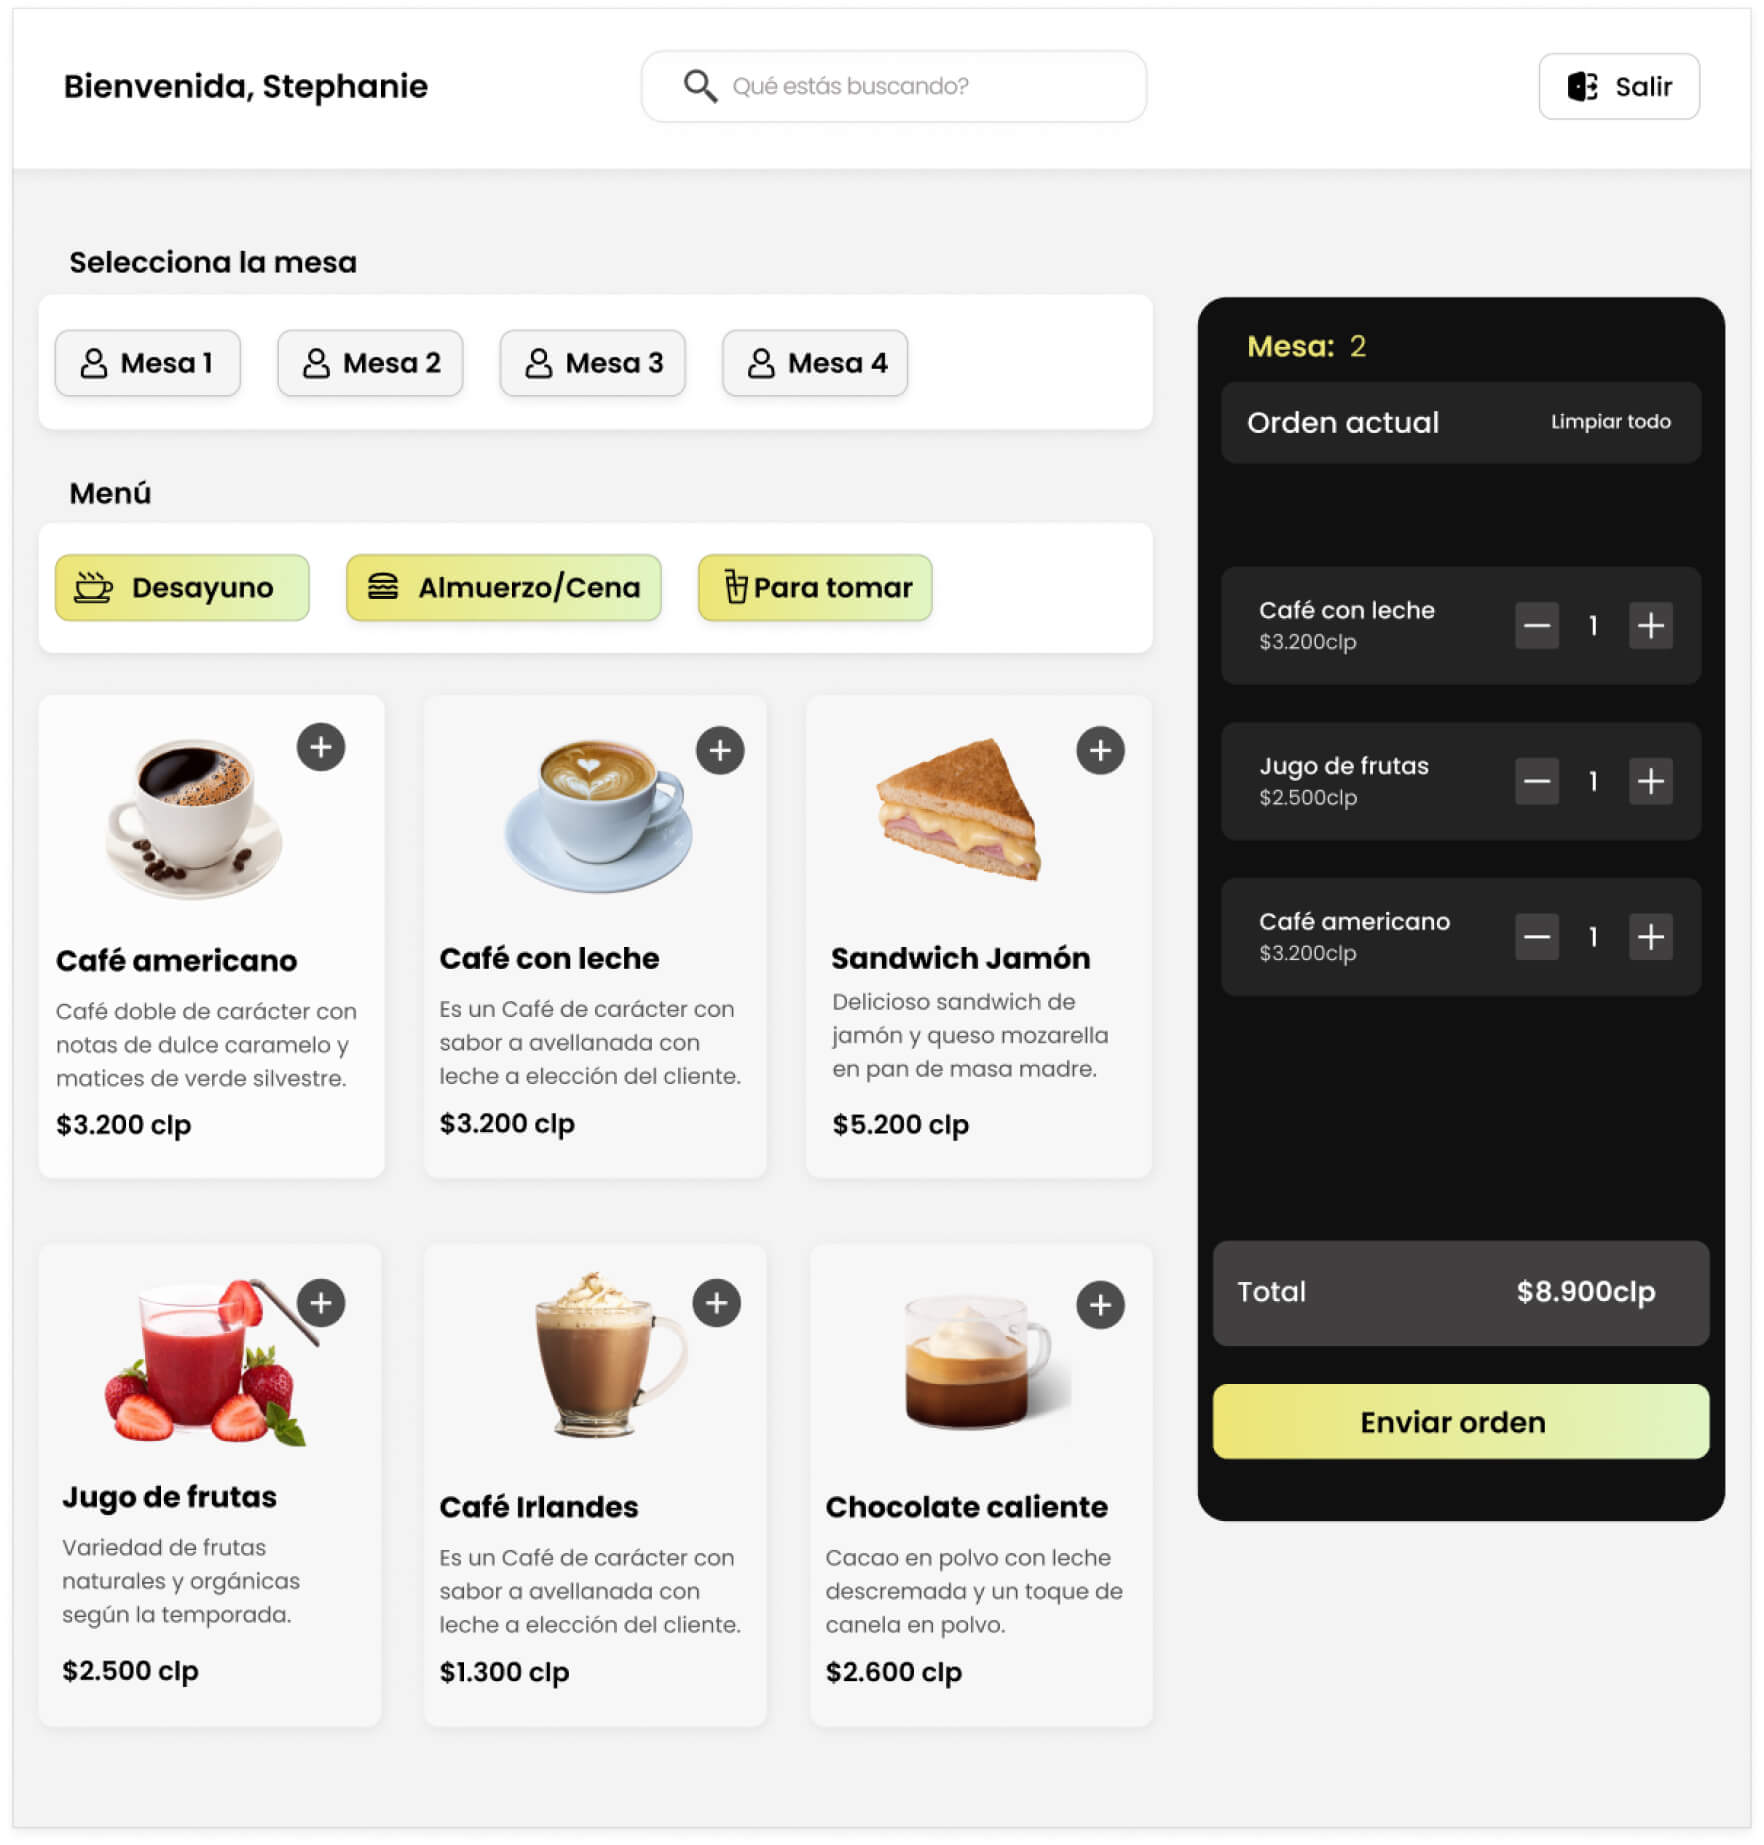 Bienvenida, Stephanie
Qué estás buscando?
Salir
Selecciona la mesa
Mesa 1
Mesa 2
Mesa 3
Mesa 4
Menú
Desayuno
Almuerzo/Cena
Para tomar
Café americano
Café doble de carácter con
notas de dulce caramelo y
matices de verde silvestre.
$3.200 clp
Café con leche
Es un Café de carácter con
sabor a avellanada con
leche a elección del cliente.
$3.200 clp
Sandwich Jamón
Delicioso sandwich de
jamón y queso mozarella
en pan de masa madre.
$5.200 clp
Jugo de frutas
Variedad de frutas
naturales y orgánicas
según la temporada.
$2.500 clp
Café Irlandes
Es un Café de carácter con
sabor a avellanada con
leche a elección del cliente.
$1.300 clp
Chocolate caliente
Cacao en polvo con leche
descremada y un toque de
canela en polvo.
$2.600 clp
Mesa: 2
Orden actual
Limpiar todo
Café con leche
$3.200clp
1
Jugo de frutas
$2.500clp
1
Café americano
$3.200clp
1
Total
$8.900clp
Enviar orden